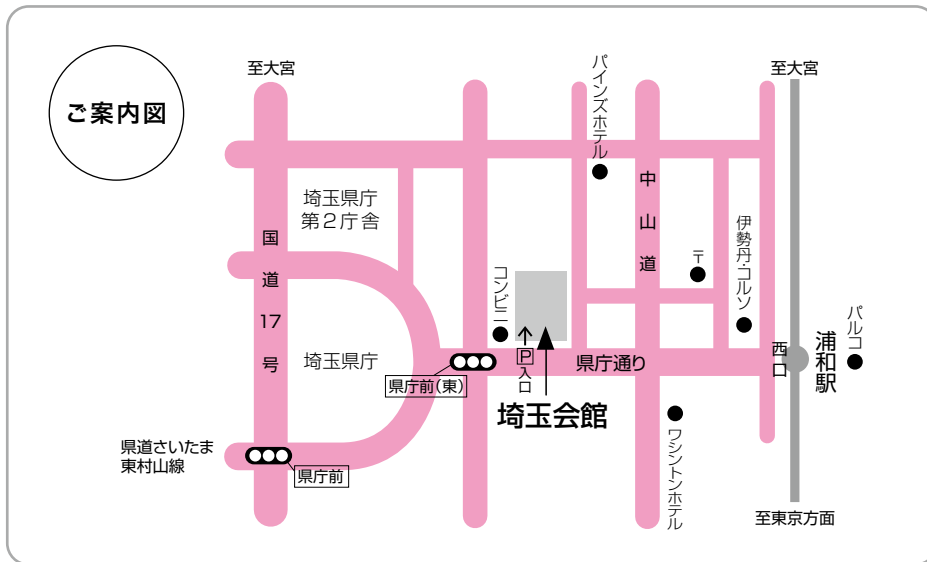 ご案内図
至大宮
パインズホテル
至大宮
埼玉県庁
第2庁舎
中山道
国道17号
伊勢丹・コルソ
〒
コンビニ
パルコ
浦和駅
西口
埼玉県庁
P入口
県庁通り
県庁前(東)
埼玉会館
ワシントンホテル
県道さいたま
東村山線
県庁前
至東京方面